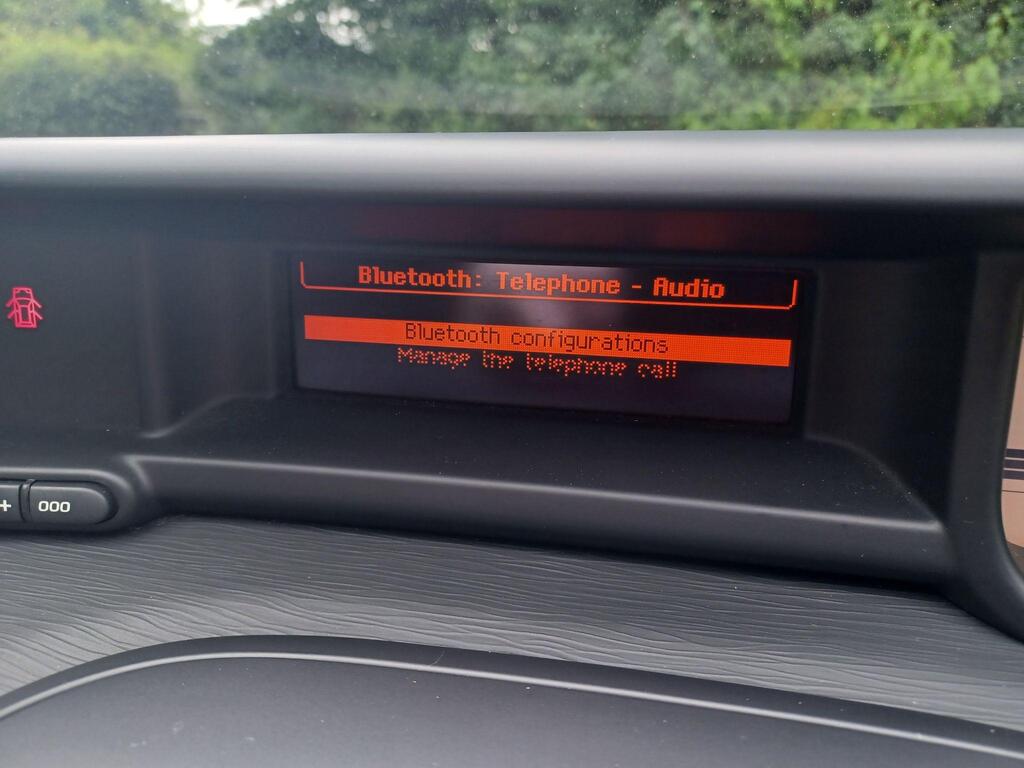 Bluetooth: Telephone - Audio
Bluetooth configurations
Manage the telephone call
+ 000